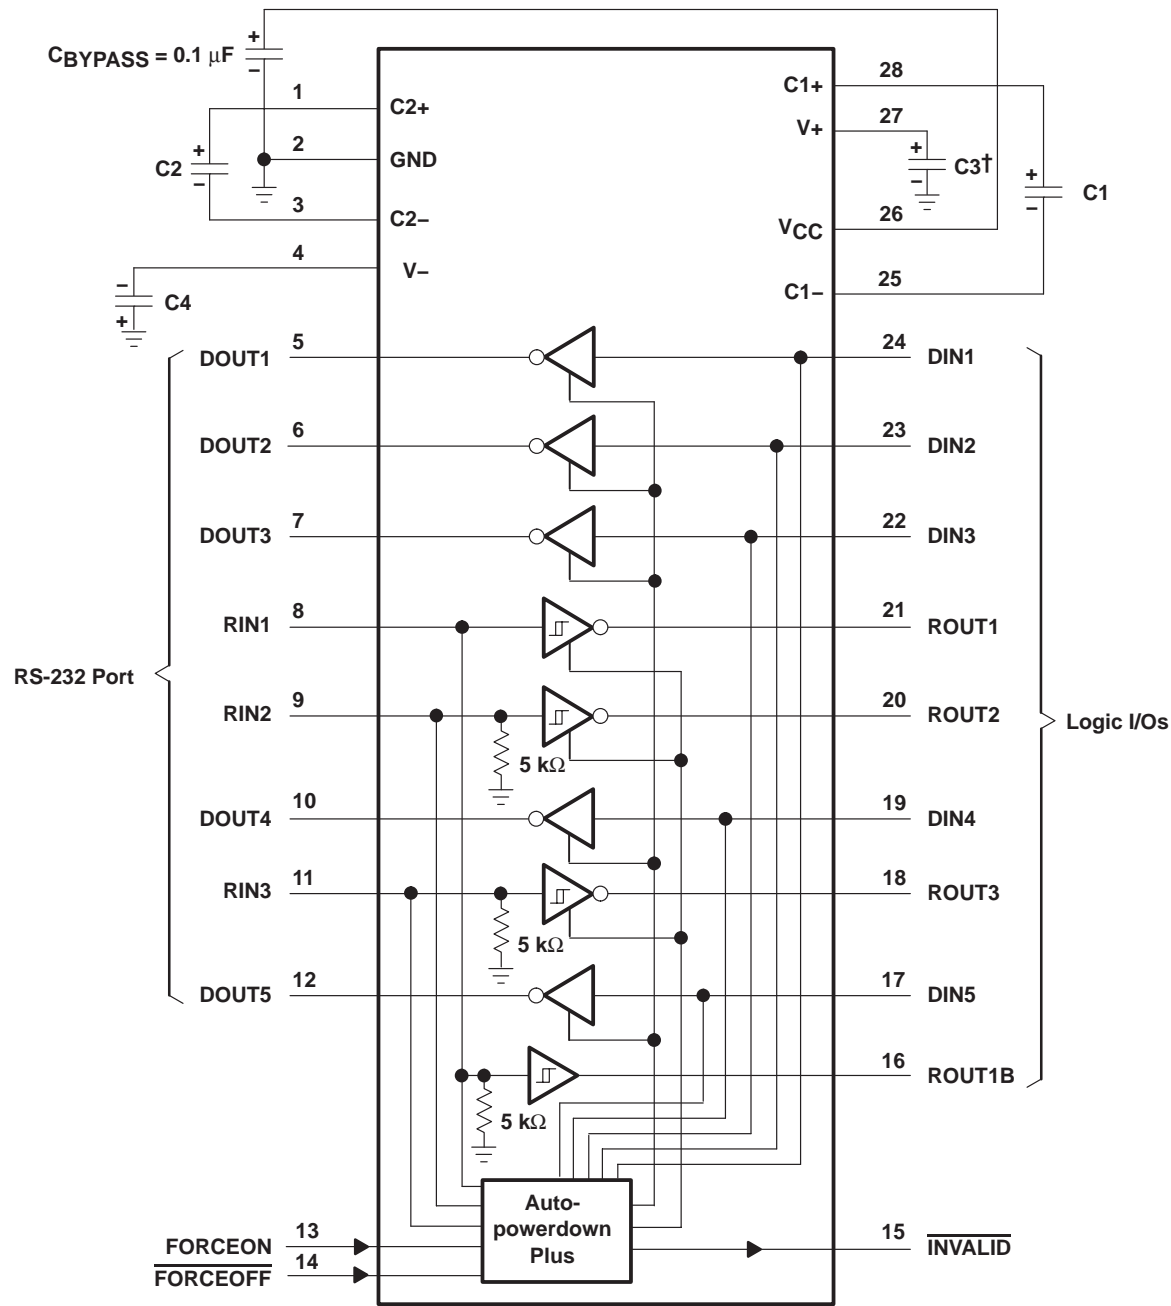 CBYPASS = 0.1 μF
+
−
1
C2+
C1+
28
V+
27
C2
+
−
2
GND
+
−
C3†
+
−
C1
3
C2−
VCC
26
4
V−
C1−
25
−
+
C4
DOUT1
5
24
DIN1
DOUT2
6
23
DIN2
DOUT3
7
22
DIN3
RIN1
8
21
ROUT1
RS-232 Port
RIN2
9
20
ROUT2
Logic I/Os
5 kΩ
DOUT4
10
19
DIN4
RIN3
11
18
ROUT3
5 kΩ
DOUT5
12
17
DIN5
16
ROUT1B
5 kΩ
Auto-
powerdown
Plus
FORCEON
13
15
INVALID
FORCEOFF
14